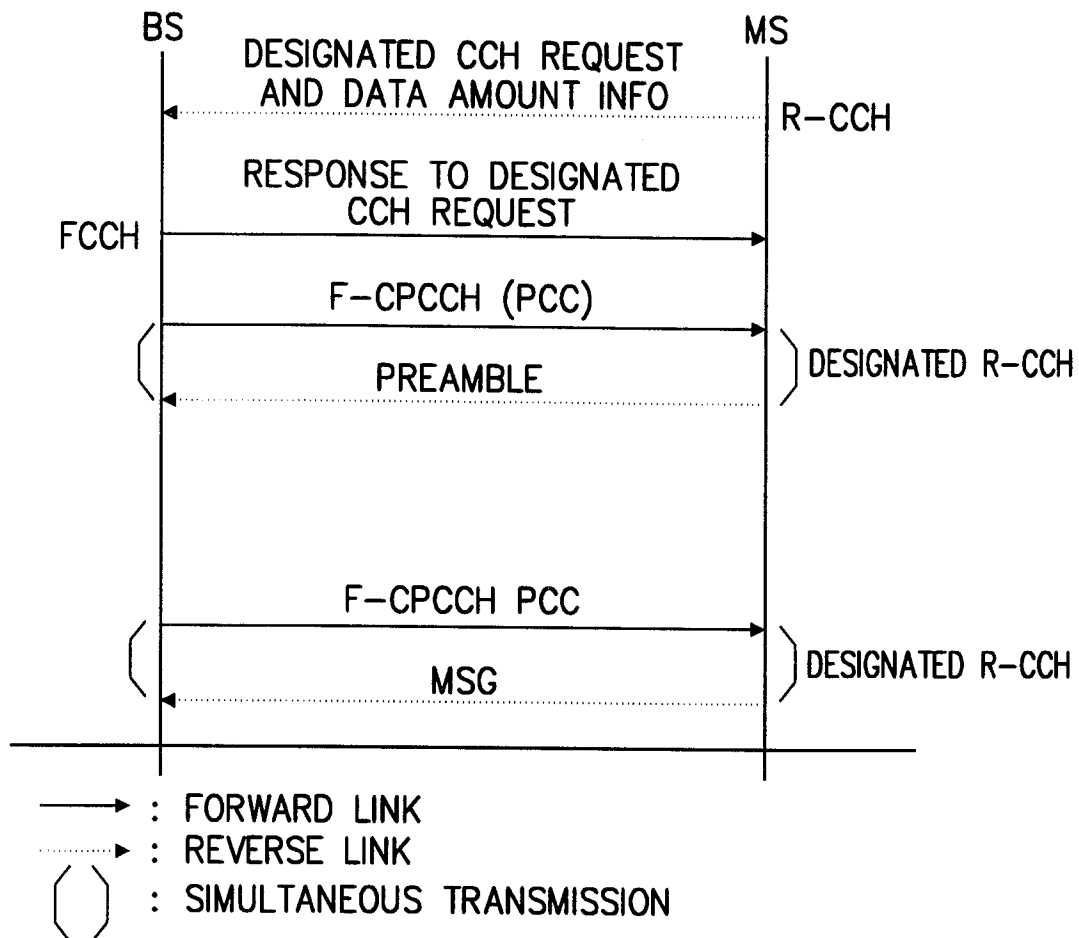 BS
MS
DESIGNATED CCH REQUEST
AND DATA AMOUNT INFO
R-CCH
RESPONSE TO DESIGNATED
CCH REQUEST
FCCH
F-CPCCH (PCC)
DESIGNATED R-CCH
PREAMBLE
F-CPCCH PCC
DESIGNATED R-CCH
MSG
: FORWARD LINK
: REVERSE LINK
: SIMULTANEOUS TRANSMISSION